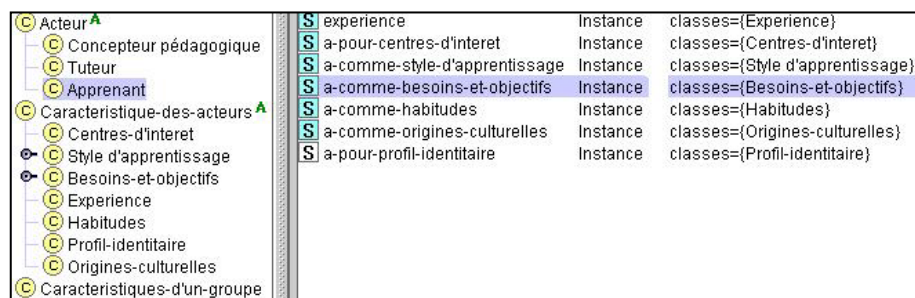 Acteur A
Concepteur pédagogique
Tuteur
Apprenant
Caracteristique-des-acteurs A
Centres-d'interet
Style d'apprentissage
Besoins-et-objectifs
Experience
Habitudes
Profil-identitaire
Origines-culturelles
Caracteristiques-d'un-groupe
S experience Instance classes={Experience}
S a-pour-centres-d'interet Instance classes={Centres-d'interet}
S a-comme-style-d'apprentissage Instance classes={Style d'apprentissage}
S a-comme-besoins-et-objectifs Instance classes={Besoins-et-objectifs}
S a-comme-habitudes Instance classes={Habitudes}
S a-comme-origines-culturelles Instance classes={Origines-culturelles}
S a-pour-profil-identitaire Instance classes={Profil-identitaire}